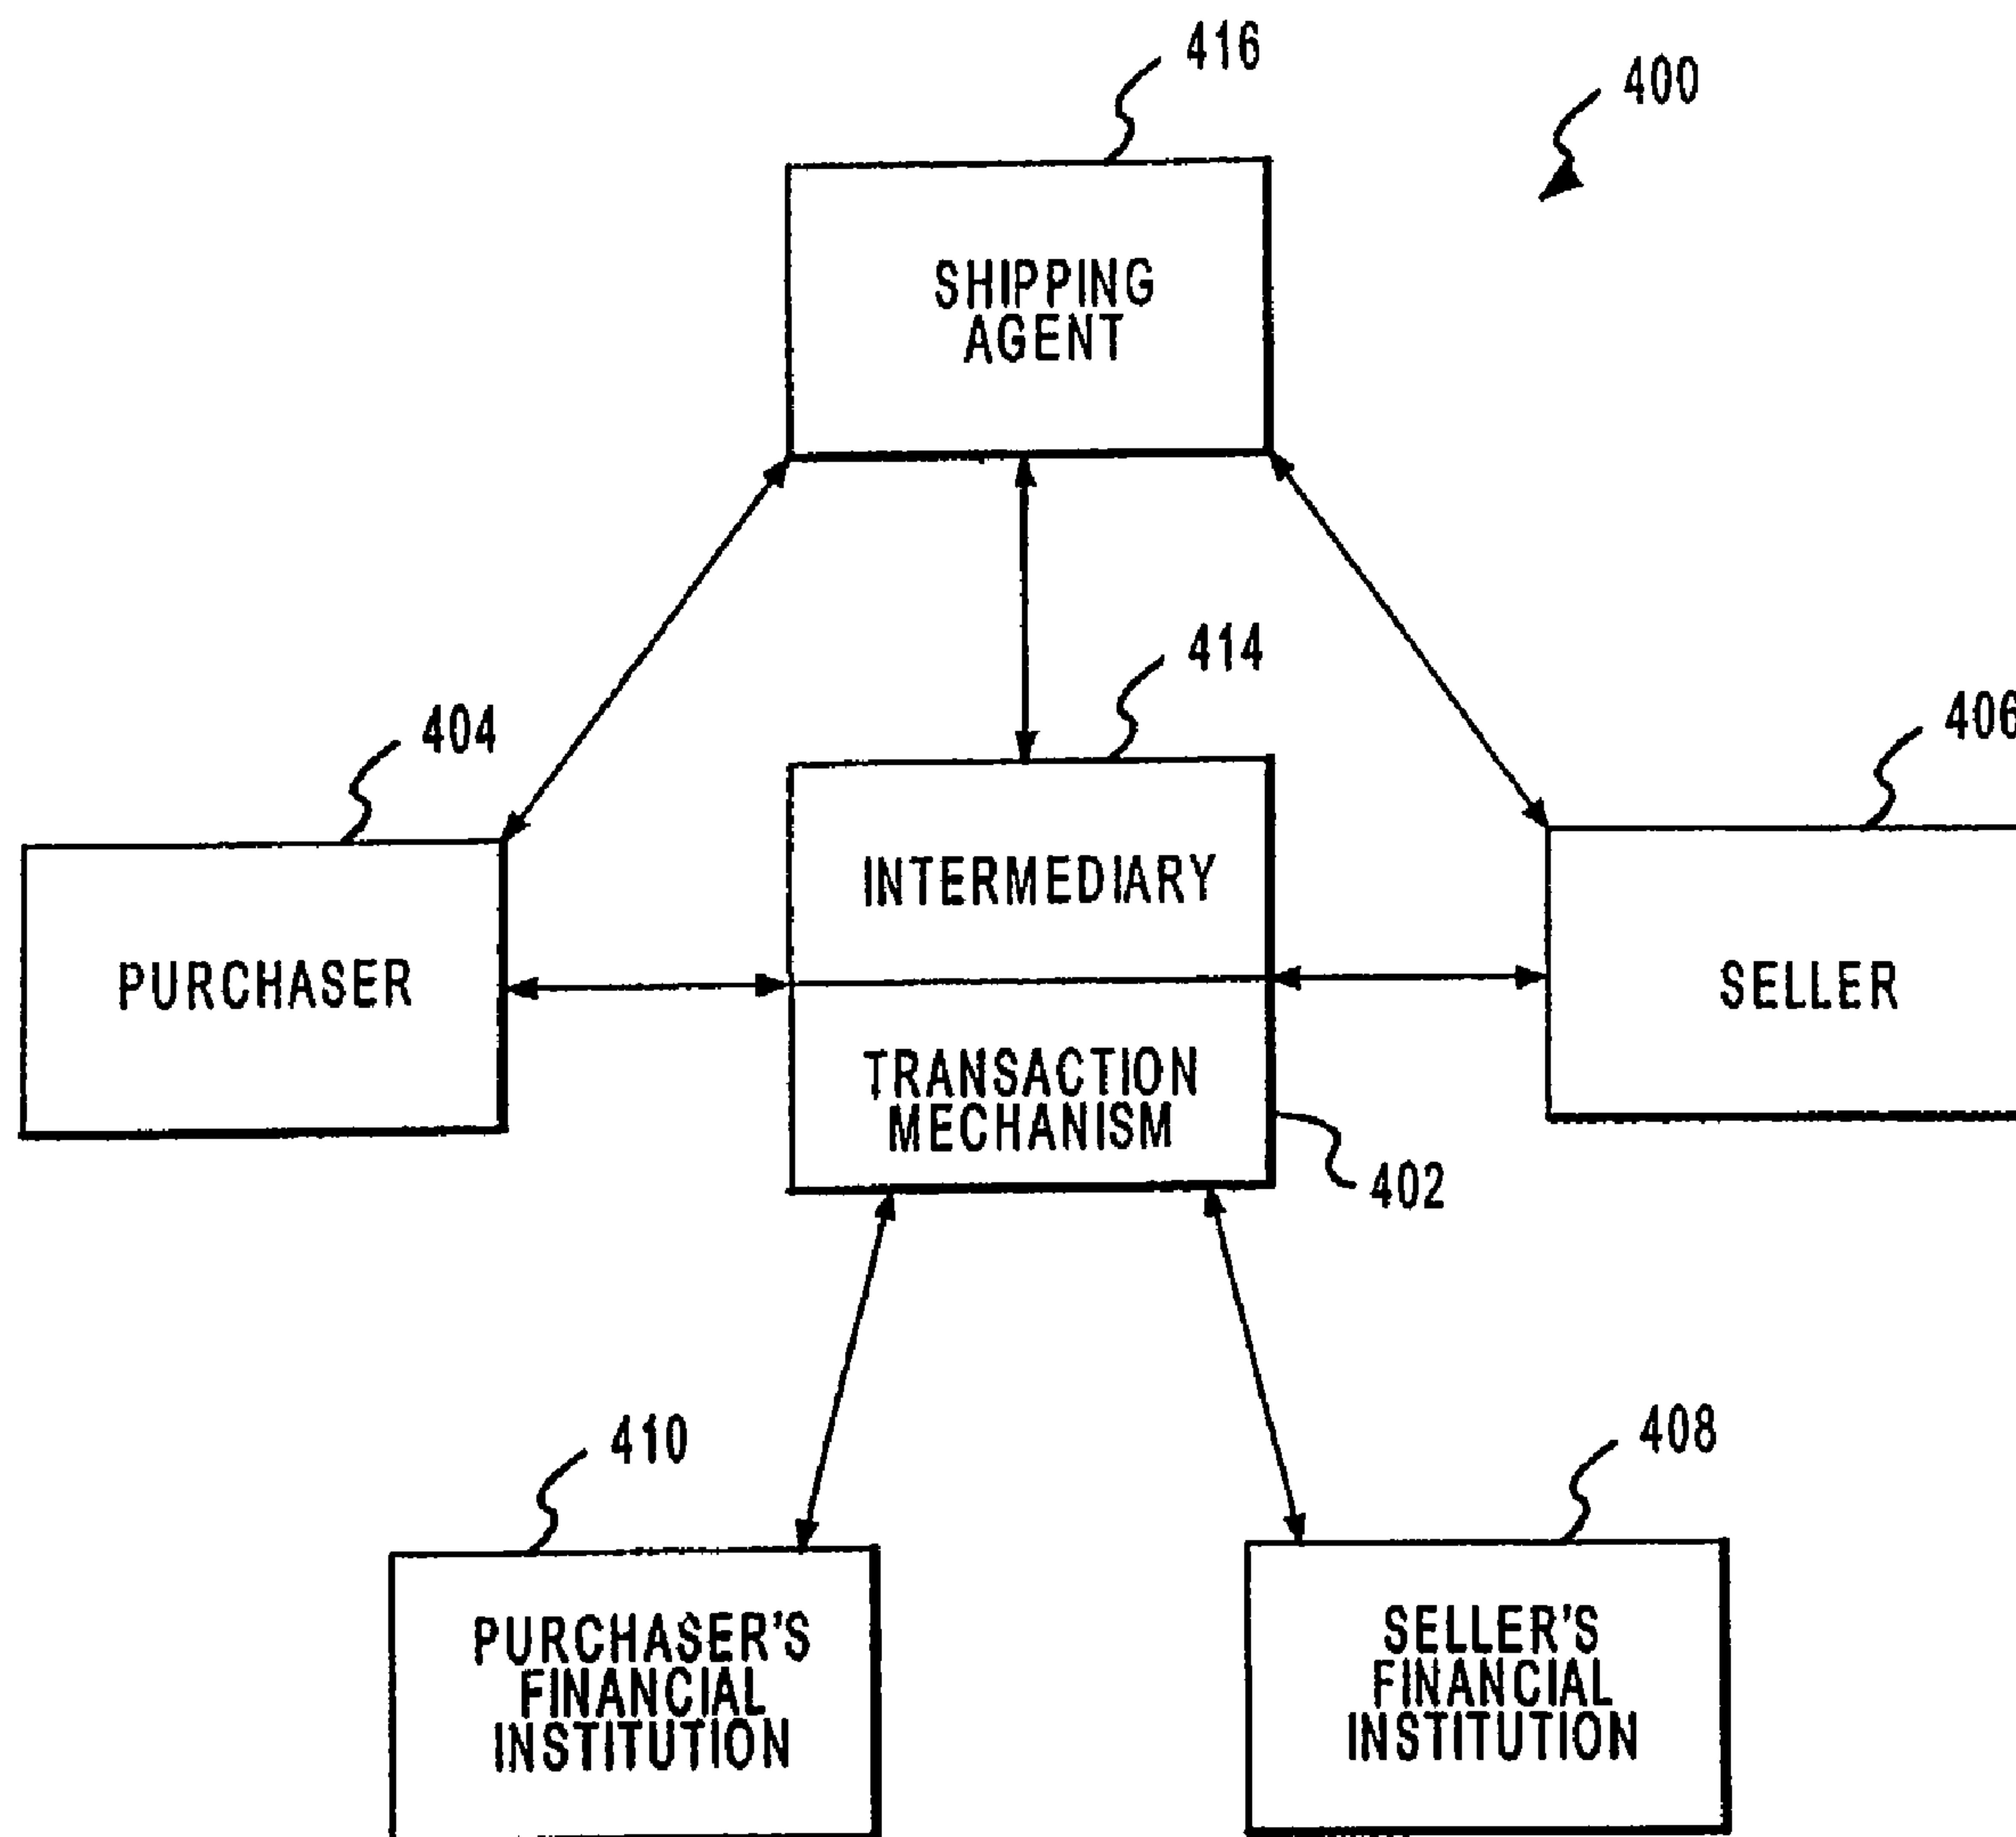 416
400
SHIPPING
AGENT
414
404
406
INTERMEDIARY
PURCHASER
SELLER
TRANSACTION
MECHANISM
402
410
408
PURCHASER'S
FINANCIAL
INSTITUTION
SELLER'S
FINANCIAL
INSTITUTION